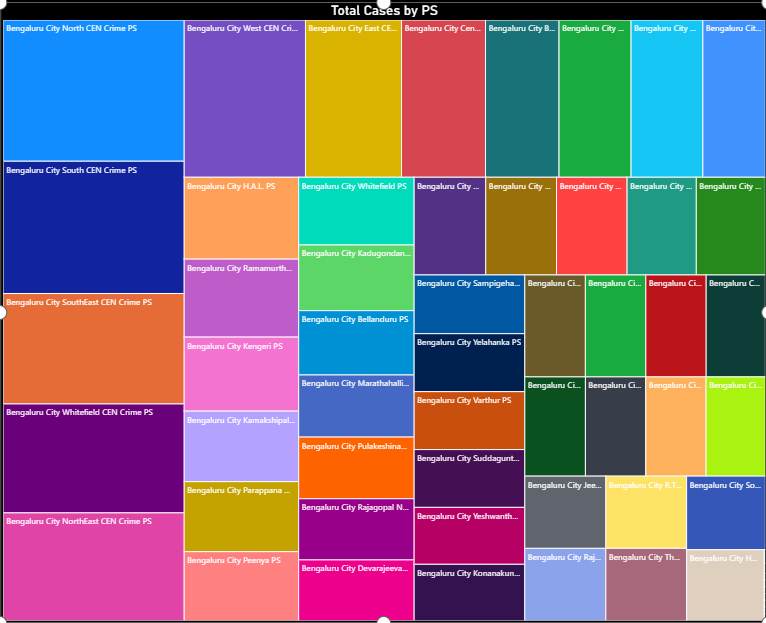 Total Cases by PS
Bengaluru City North CEN Crime PS
Bengaluru City West CEN Cri...
Bengaluru City East CE...
Bengaluru City Cen...
Bengaluru City B...
Bengaluru City ...
Bengaluru City ...
Bengaluru Cit...
Bengaluru City South CEN Crime PS
Bengaluru City SouthEast CEN Crime PS
Bengaluru City Whitefield CEN Crime PS
Bengaluru City NorthEast CEN Crime PS
Bengaluru City H.A.L. PS
Bengaluru City Ramamurth...
Bengaluru City Kengeri PS
Bengaluru City Kamakshipal...
Bengaluru City Parappana ...
Bengaluru City Peenya PS
Bengaluru City Whitefield PS
Bengaluru City Kadugondan...
Bengaluru City Bellanduru PS
Bengaluru City Marathahalli...
Bengaluru City Pulakeshina...
Bengaluru City Rajagopal N...
Bengaluru City Devarajeeva...
Bengaluru City ...
Bengaluru City ...
Bengaluru City ...
Bengaluru City ...
Bengaluru City ...
Bengaluru City Sampigeha...
Bengaluru City Yelahanka PS
Bengaluru City Varthur PS
Bengaluru City Suddagunt...
Bengaluru City Yeshwanth...
Bengaluru City Konanakun...
Bengaluru Ci...
Bengaluru Ci...
Bengaluru Ci...
Bengaluru C...
Bengaluru Ci...
Bengaluru Ci...
Bengaluru Ci...
Bengaluru Ci...
Bengaluru City Jee...
Bengaluru City R.T...
Bengaluru City So...
Bengaluru City Raj...
Bengaluru City Th...
Bengaluru City H...